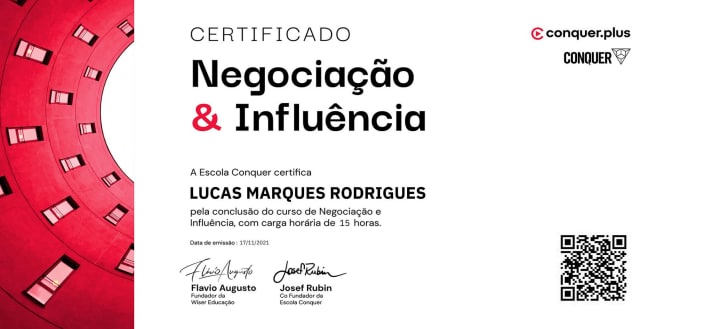 CERTIFICADO
conquer.plus
CONQUER
Negociação
& Influência
A Escola Conquer certifica
LUCAS MARQUES RODRIGUES
pela conclusão do curso de Negociação e
Influência, com carga horária de 15 horas.
Data de emissão : 17/11/2021
Flávio Augusto
Josef Rubin
Flavio Augusto
Fundador da
Wiser Educação
Josef Rubin
Co Fundador da
Escola Conquer